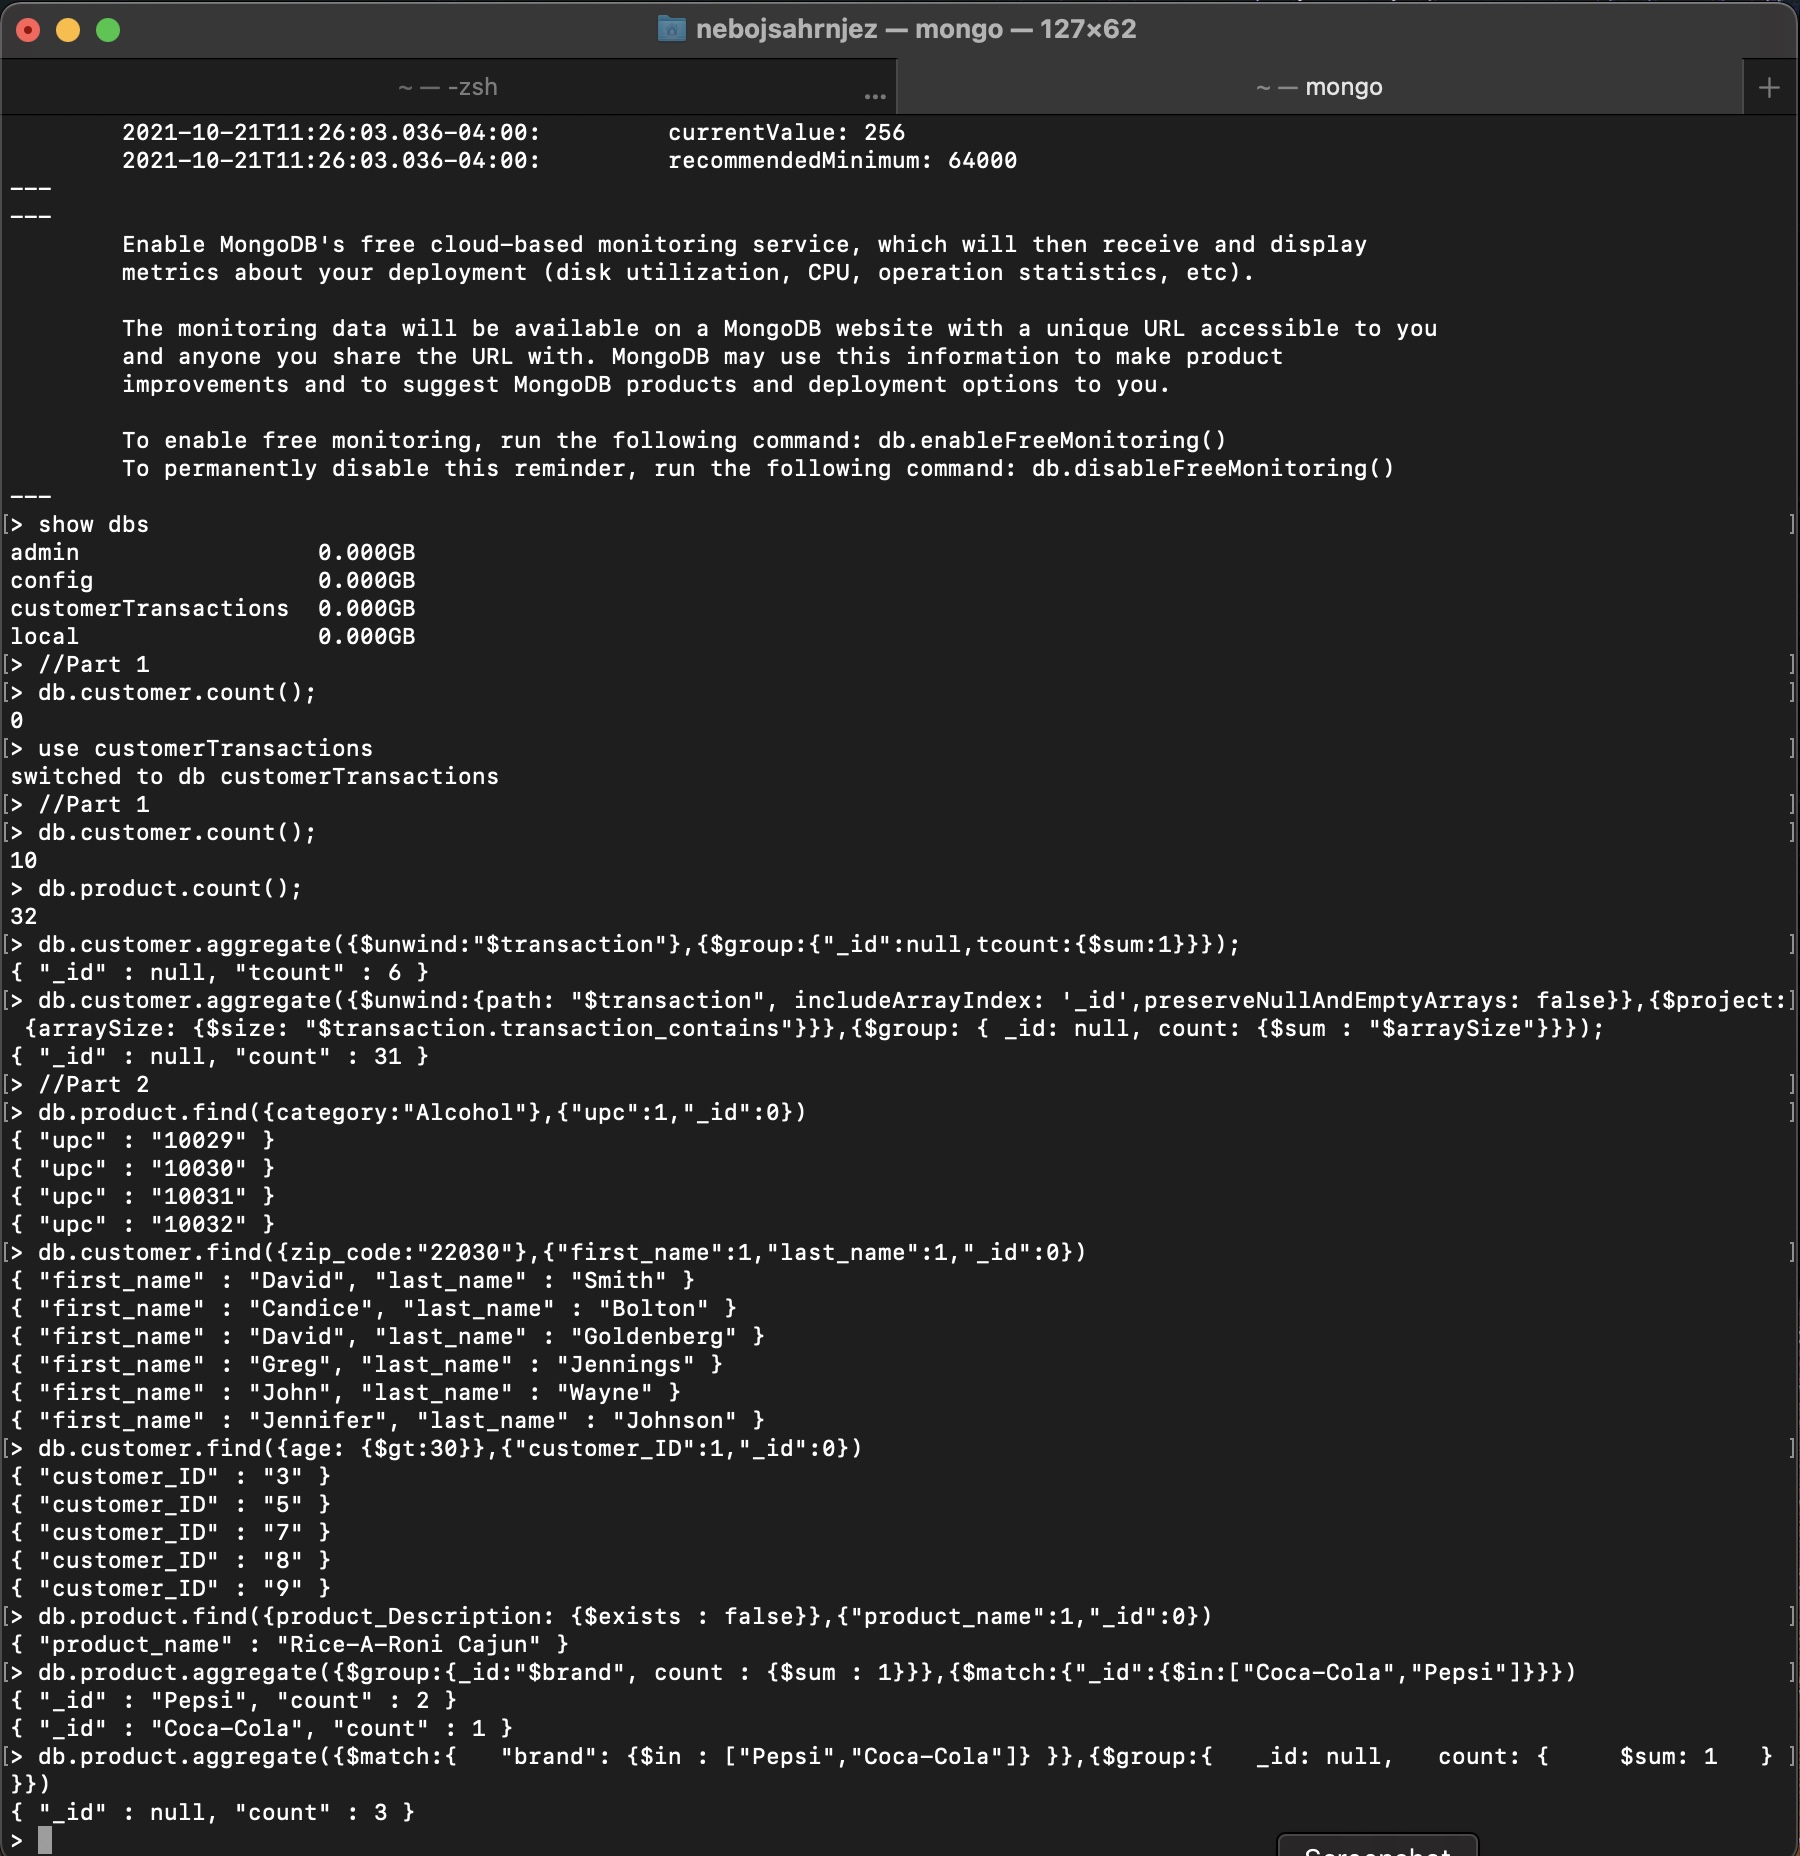 nebojsahrnjez — mongo — 127×62
~ — -zsh ... ~ — mongo +
2021-10-21T11:26:03.036-04:00: currentValue: 256
2021-10-21T11:26:03.036-04:00: recommendedMinimum: 64000
---
---
Enable MongoDB's free cloud-based monitoring service, which will then receive and display
metrics about your deployment (disk utilization, CPU, operation statistics, etc).
The monitoring data will be available on a MongoDB website with a unique URL accessible to you
and anyone you share the URL with. MongoDB may use this information to make product
improvements and to suggest MongoDB products and deployment options to you.
To enable free monitoring, run the following command: db.enableFreeMonitoring()
To permanently disable this reminder, run the following command: db.disableFreeMonitoring()
---
[> show dbs ]
admin 0.000GB
config 0.000GB
customerTransactions 0.000GB
local 0.000GB
[> //Part 1 ]
[> db.customer.count(); ]
0
[> use customerTransactions ]
switched to db customerTransactions
[> //Part 1 ]
[> db.customer.count(); ]
10
> db.product.count();
32
[> db.customer.aggregate({$unwind:"$transaction"},{$group:{"_id":null,tcount:{$sum:1}}}); ]
{ "_id" : null, "tcount" : 6 }
[> db.customer.aggregate({$unwind:{path: "$transaction", includeArrayIndex: '_id',preserveNullAndEmptyArrays: false}},{$project:]
{arraySize: {$size: "$transaction.transaction_contains"}}},{$group: { _id: null, count: {$sum : "$arraySize"}}});
{ "_id" : null, "count" : 31 }
[> //Part 2 ]
[> db.product.find({category:"Alcohol"},{"upc":1,"_id":0}) ]
{ "upc" : "10029" }
{ "upc" : "10030" }
{ "upc" : "10031" }
{ "upc" : "10032" }
[> db.customer.find({zip_code:"22030"},{"first_name":1,"last_name":1,"_id":0}) ]
{ "first_name" : "David", "last_name" : "Smith" }
{ "first_name" : "Candice", "last_name" : "Bolton" }
{ "first_name" : "David", "last_name" : "Goldenberg" }
{ "first_name" : "Greg", "last_name" : "Jennings" }
{ "first_name" : "John", "last_name" : "Wayne" }
{ "first_name" : "Jennifer", "last_name" : "Johnson" }
[> db.customer.find({age: {$gt:30}},{"customer_ID":1,"_id":0}) ]
{ "customer_ID" : "3" }
{ "customer_ID" : "5" }
{ "customer_ID" : "7" }
{ "customer_ID" : "8" }
{ "customer_ID" : "9" }
[> db.product.find({product_Description: {$exists : false}},{"product_name":1,"_id":0}) ]
{ "product_name" : "Rice-A-Roni Cajun" }
[> db.product.aggregate({$group:{_id:"$brand", count : {$sum : 1}}},{$match:{"_id":{$in:["Coca-Cola","Pepsi"]}}}) ]
{ "_id" : "Pepsi", "count" : 2 }
{ "_id" : "Coca-Cola", "count" : 1 }
[> db.product.aggregate({$match:{ "brand": {$in : ["Pepsi","Coca-Cola"]} }},{$group:{ _id: null, count: { $sum: 1 } ]
}})
{ "_id" : null, "count" : 3 }
>
Screenshot